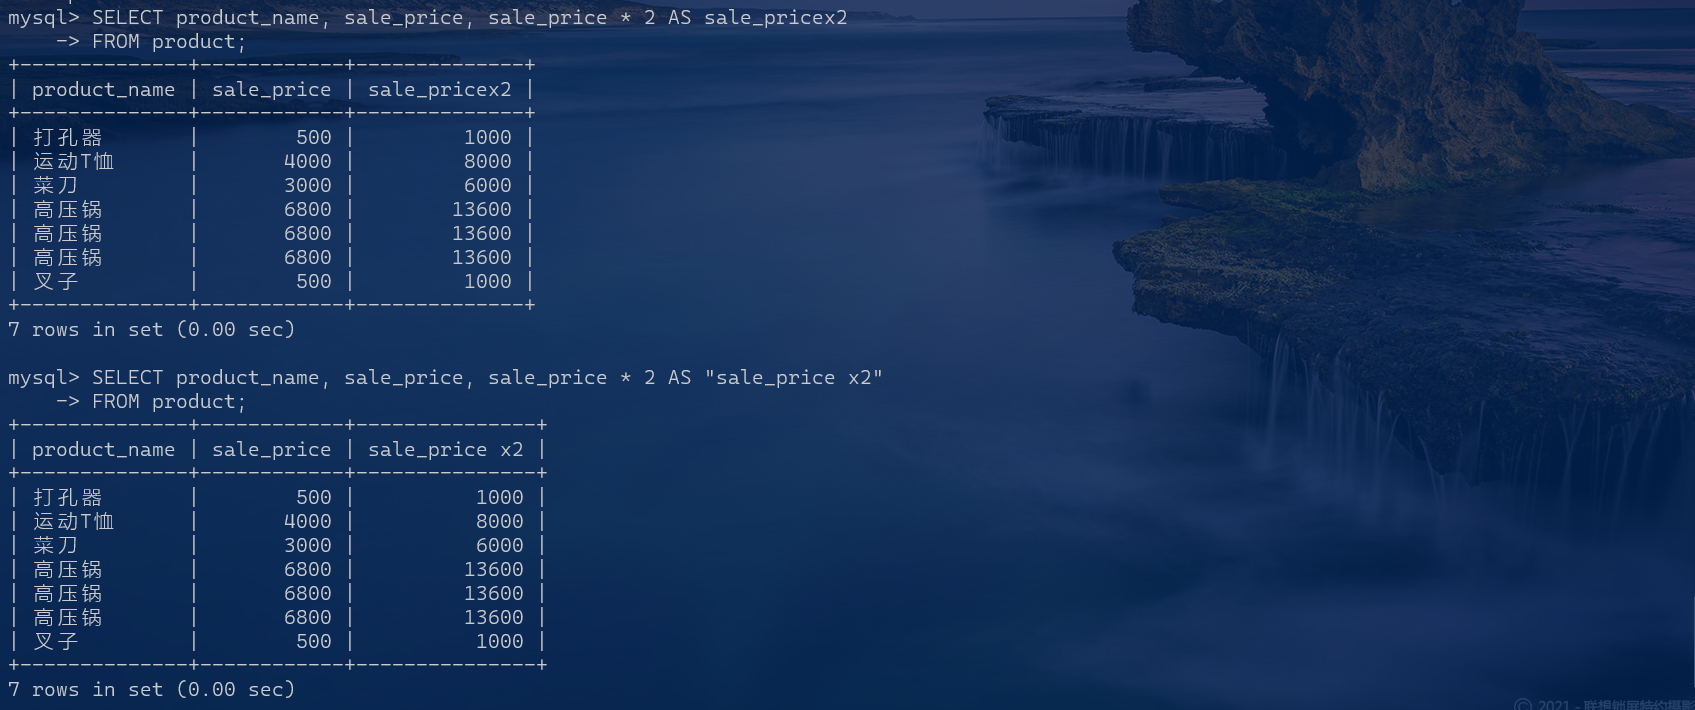 mysql> SELECT product_name, sale_price, sale_price * 2 AS sale_pricex2
    -> FROM product;
+--------------+------------+--------------+
| product_name | sale_price | sale_pricex2 |
+--------------+------------+--------------+
| 打孔器       |        500 |         1000 |
| 运动T恤      |       4000 |         8000 |
| 菜刀         |       3000 |         6000 |
| 高压锅       |       6800 |        13600 |
| 高压锅       |       6800 |        13600 |
| 高压锅       |       6800 |        13600 |
| 叉子         |        500 |         1000 |
+--------------+------------+--------------+
7 rows in set (0.00 sec)
mysql> SELECT product_name, sale_price, sale_price * 2 AS "sale_price x2"
    -> FROM product;
+--------------+------------+---------------+
| product_name | sale_price | sale_price x2 |
+--------------+------------+---------------+
| 打孔器       |        500 |          1000 |
| 运动T恤      |       4000 |          8000 |
| 菜刀         |       3000 |          6000 |
| 高压锅       |       6800 |         13600 |
| 高压锅       |       6800 |         13600 |
| 高压锅       |       6800 |         13600 |
| 叉子         |        500 |          1000 |
+--------------+------------+---------------+
7 rows in set (0.00 sec)
© 2021 -